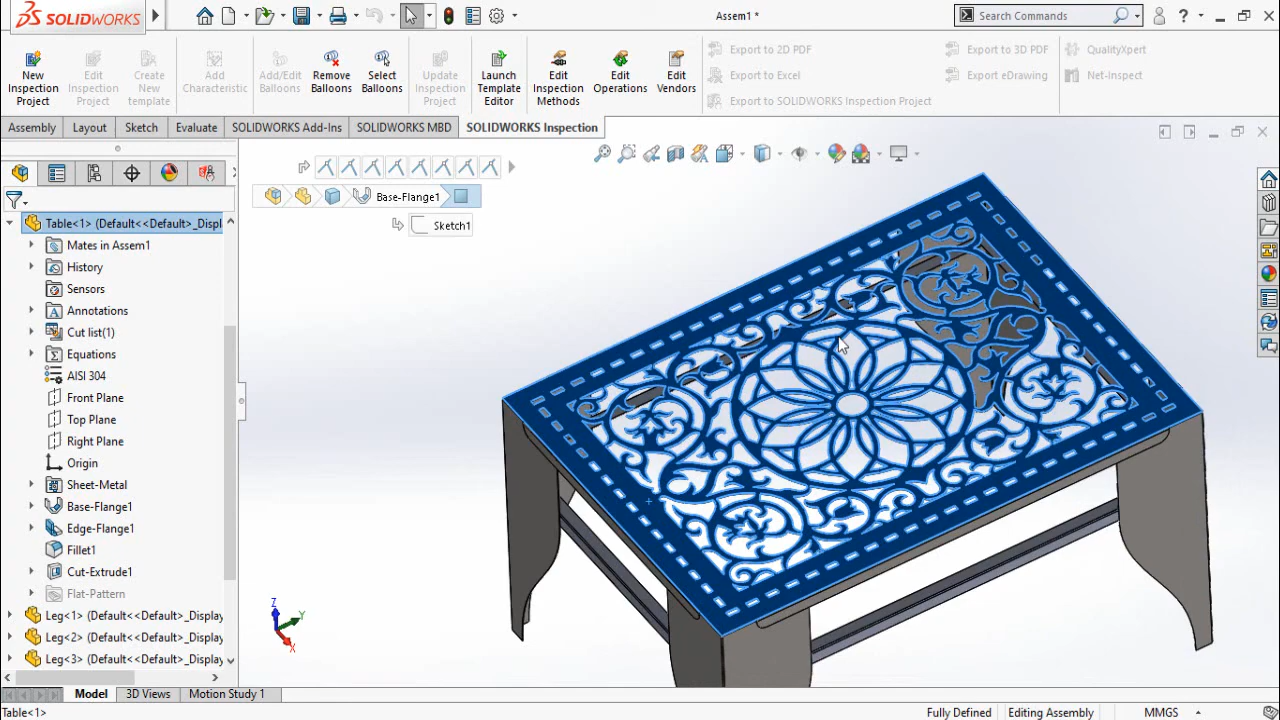 SOLIDWORKS
Assem1 *
Search Commands
?
New Inspection Project
Edit Inspection Project
Create New template
Add Characteristic
Add/Edit Balloons
Remove Balloons
Select Balloons
Update Inspection Project
Launch Template Editor
Edit Inspection Methods
Edit Operations
Edit Vendors
Export to 2D PDF
Export to Excel
Export to SOLIDWORKS Inspection Project
Export to 3D PDF
Export eDrawing
QualityXpert
Net-Inspect
Assembly
Layout
Sketch
Evaluate
SOLIDWORKS Add-Ins
SOLIDWORKS MBD
SOLIDWORKS Inspection
Base-Flange1
Sketch1
Table<1> (Default<<Default>_Displ
Mates in Assem1
History
Sensors
Annotations
Cut list(1)
Equations
AISI 304
Front Plane
Top Plane
Right Plane
Origin
Sheet-Metal
Base-Flange1
Edge-Flange1
Fillet1
Cut-Extrude1
Flat-Pattern
Leg<1> (Default<<Default>_Display
Leg<2> (Default<<Default>_Display
Leg<3> (Default<<Default>_Display
Z
Y
X
Model
3D Views
Motion Study 1
Table<1>
Fully Defined
Editing Assembly
MMGS